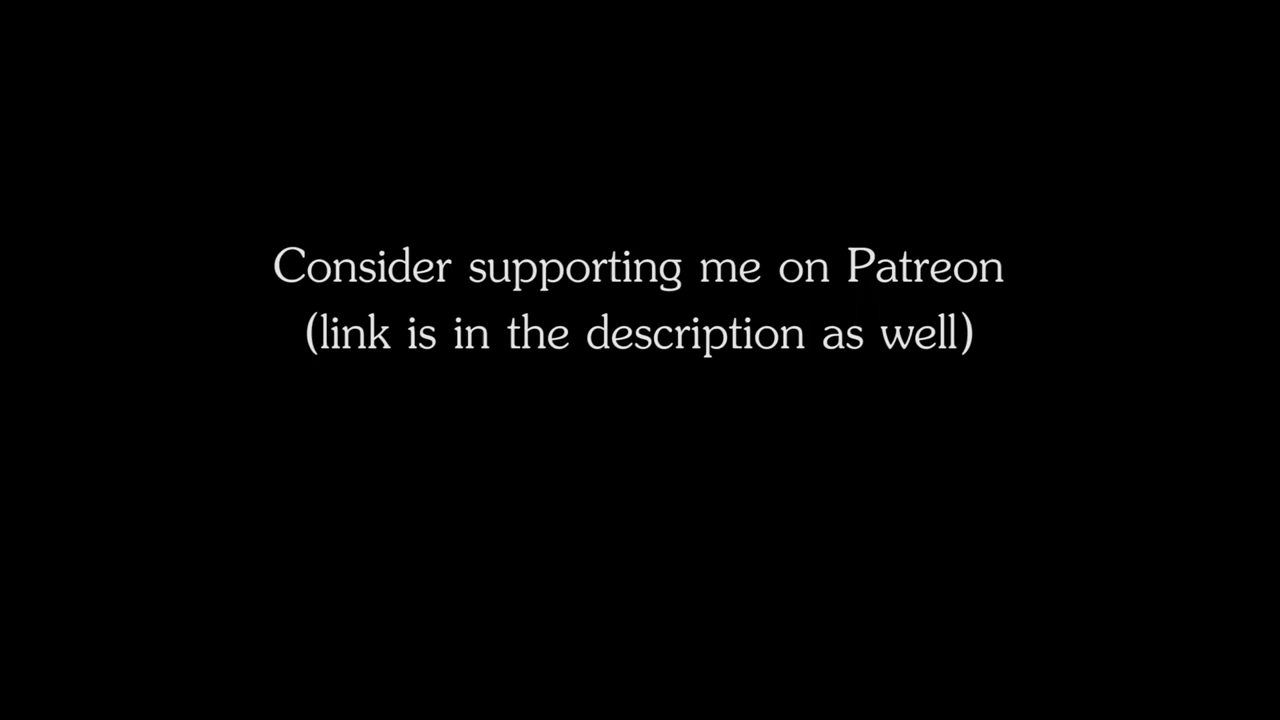 Consider supporting me on Patreon
(link is in the description as well)